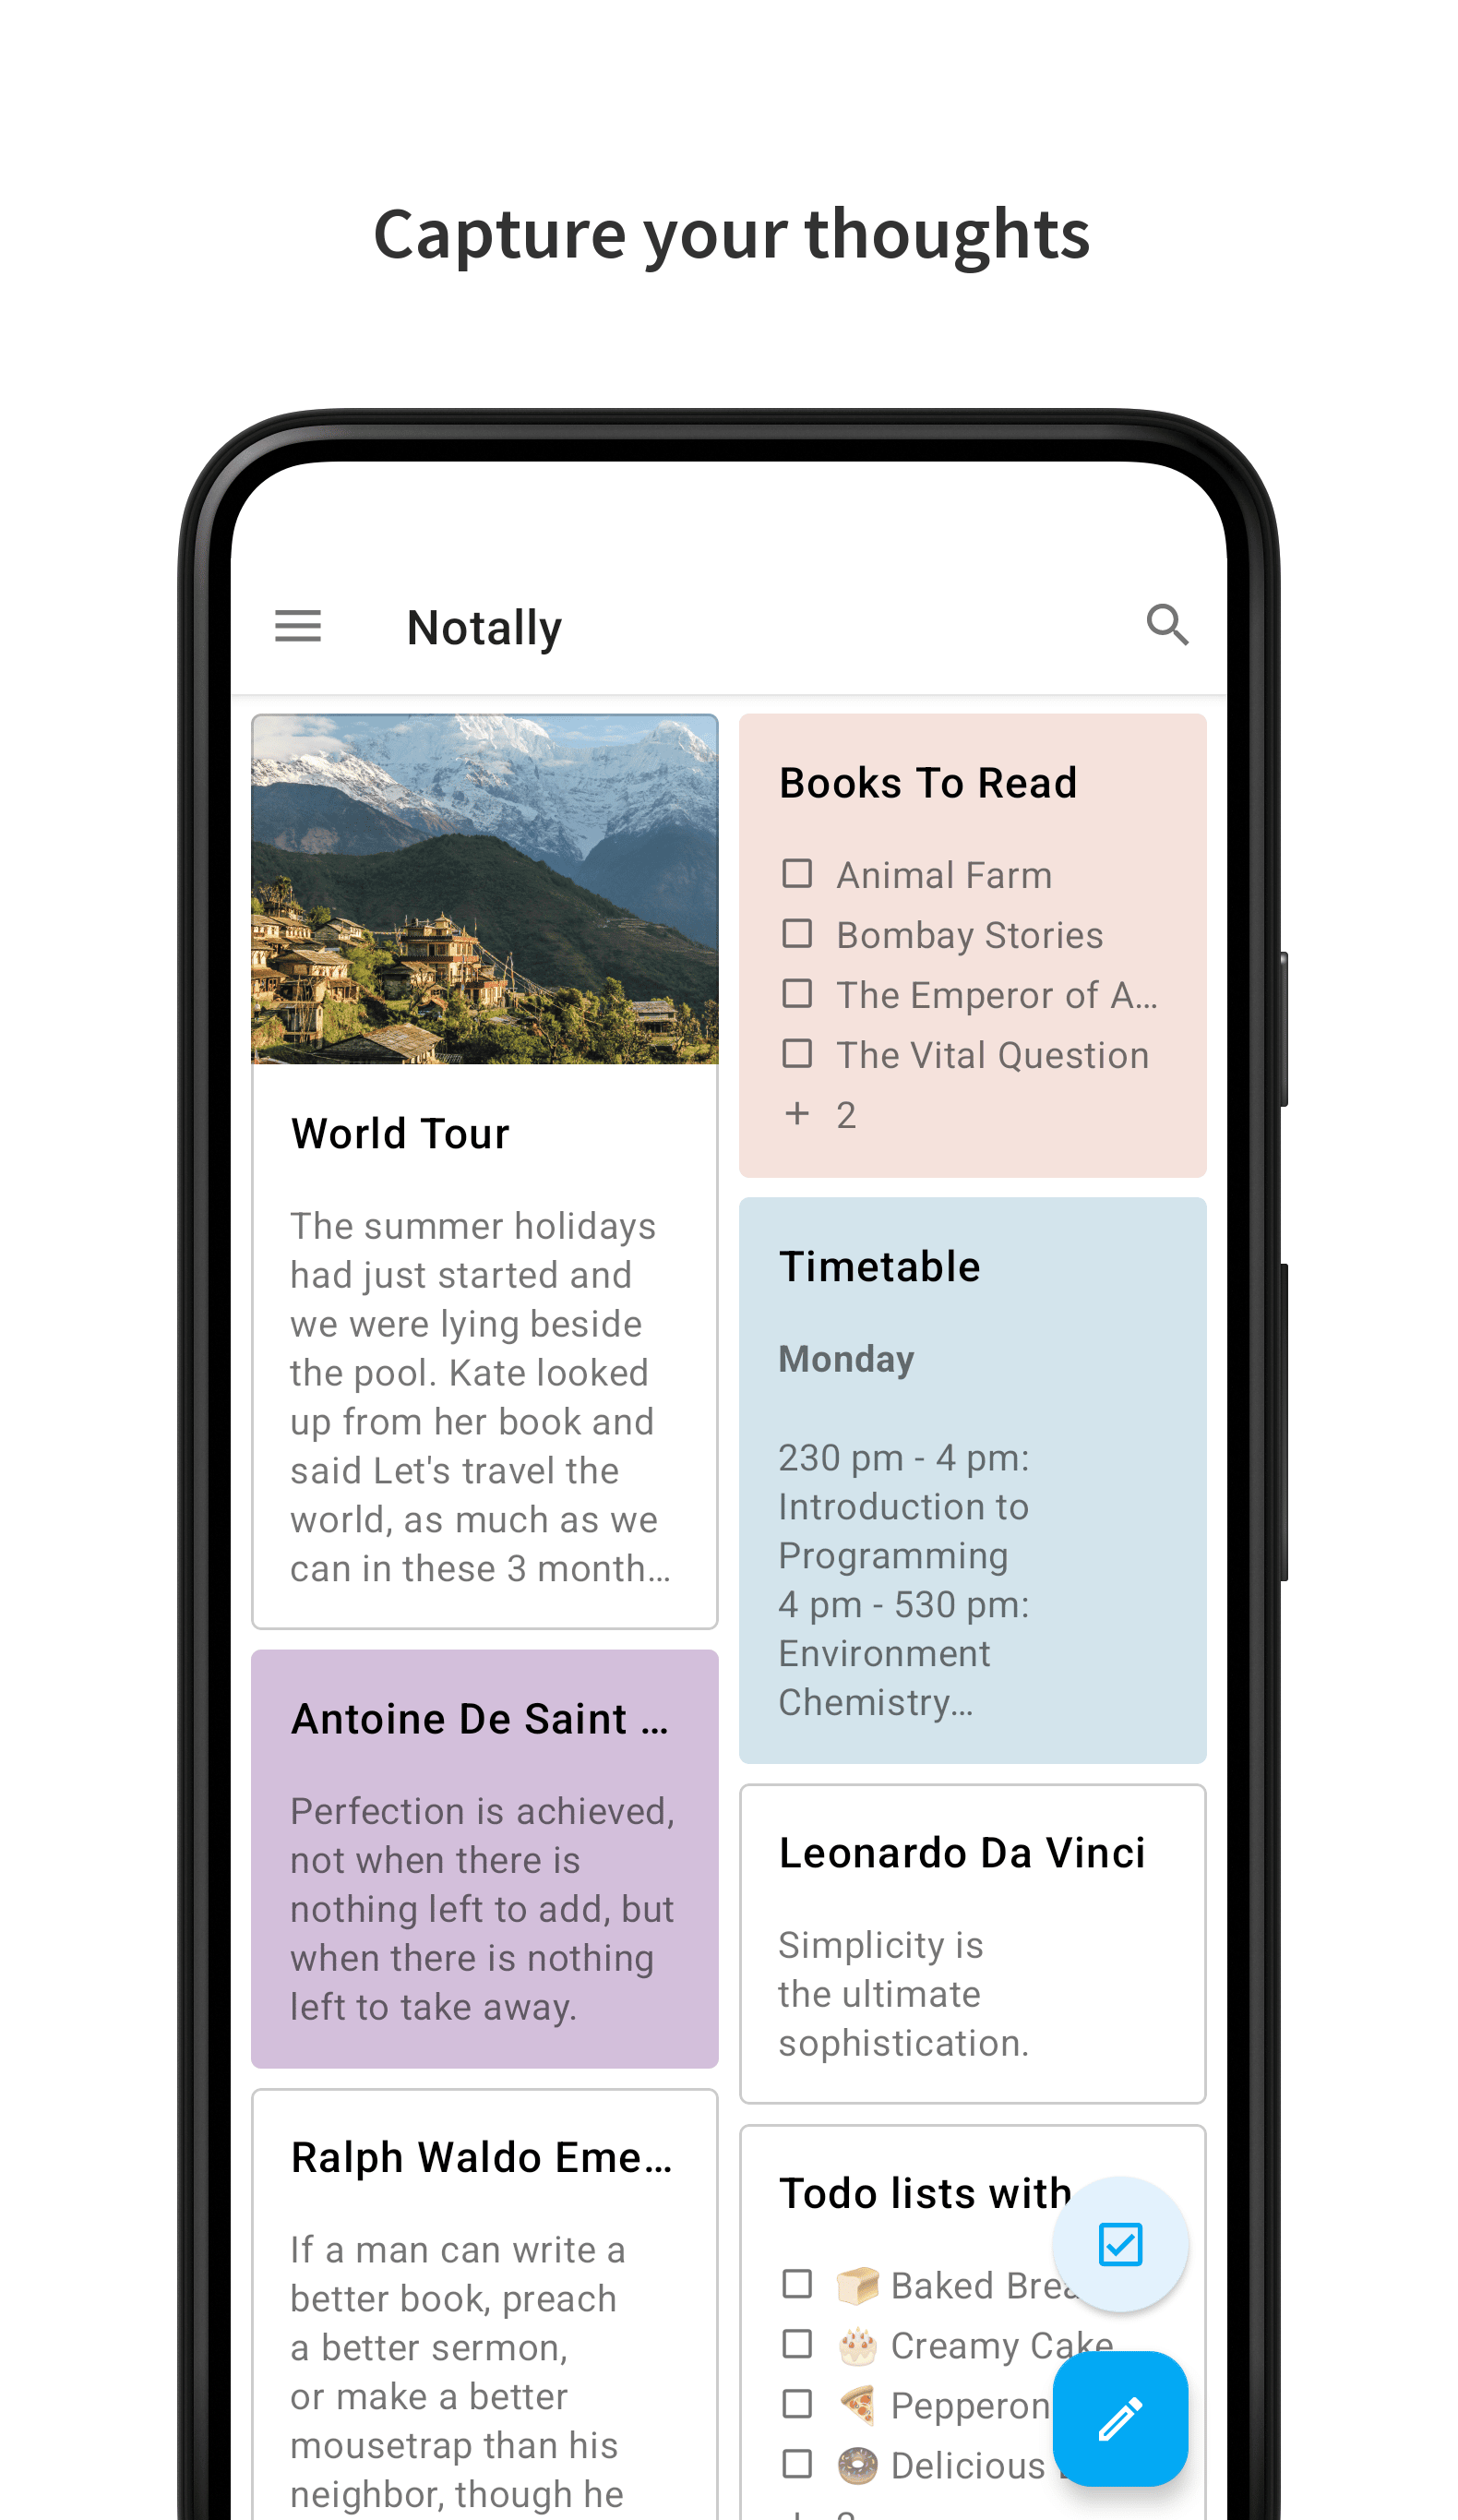 Capture your thoughts
Notally
World Tour
The summer holidays
had just started and
we were lying beside
the pool. Kate looked
up from her book and
said Let's travel the
world, as much as we
can in these 3 month...
Antoine De Saint ...
Perfection is achieved,
not when there is
nothing left to add, but
when there is nothing
left to take away.
Ralph Waldo Eme...
If a man can write a
better book, preach
a better sermon,
or make a better
mousetrap than his
neighbor, though he
Books To Read
Animal Farm
Bombay Stories
The Emperor of A...
The Vital Question
+ 2
Timetable
Monday
230 pm - 4 pm:
Introduction to
Programming
4 pm - 530 pm:
Environment
Chemistry...
Leonardo Da Vinci
Simplicity is
the ultimate
sophistication.
Todo lists with
Baked
Creamy Cake
Delicious